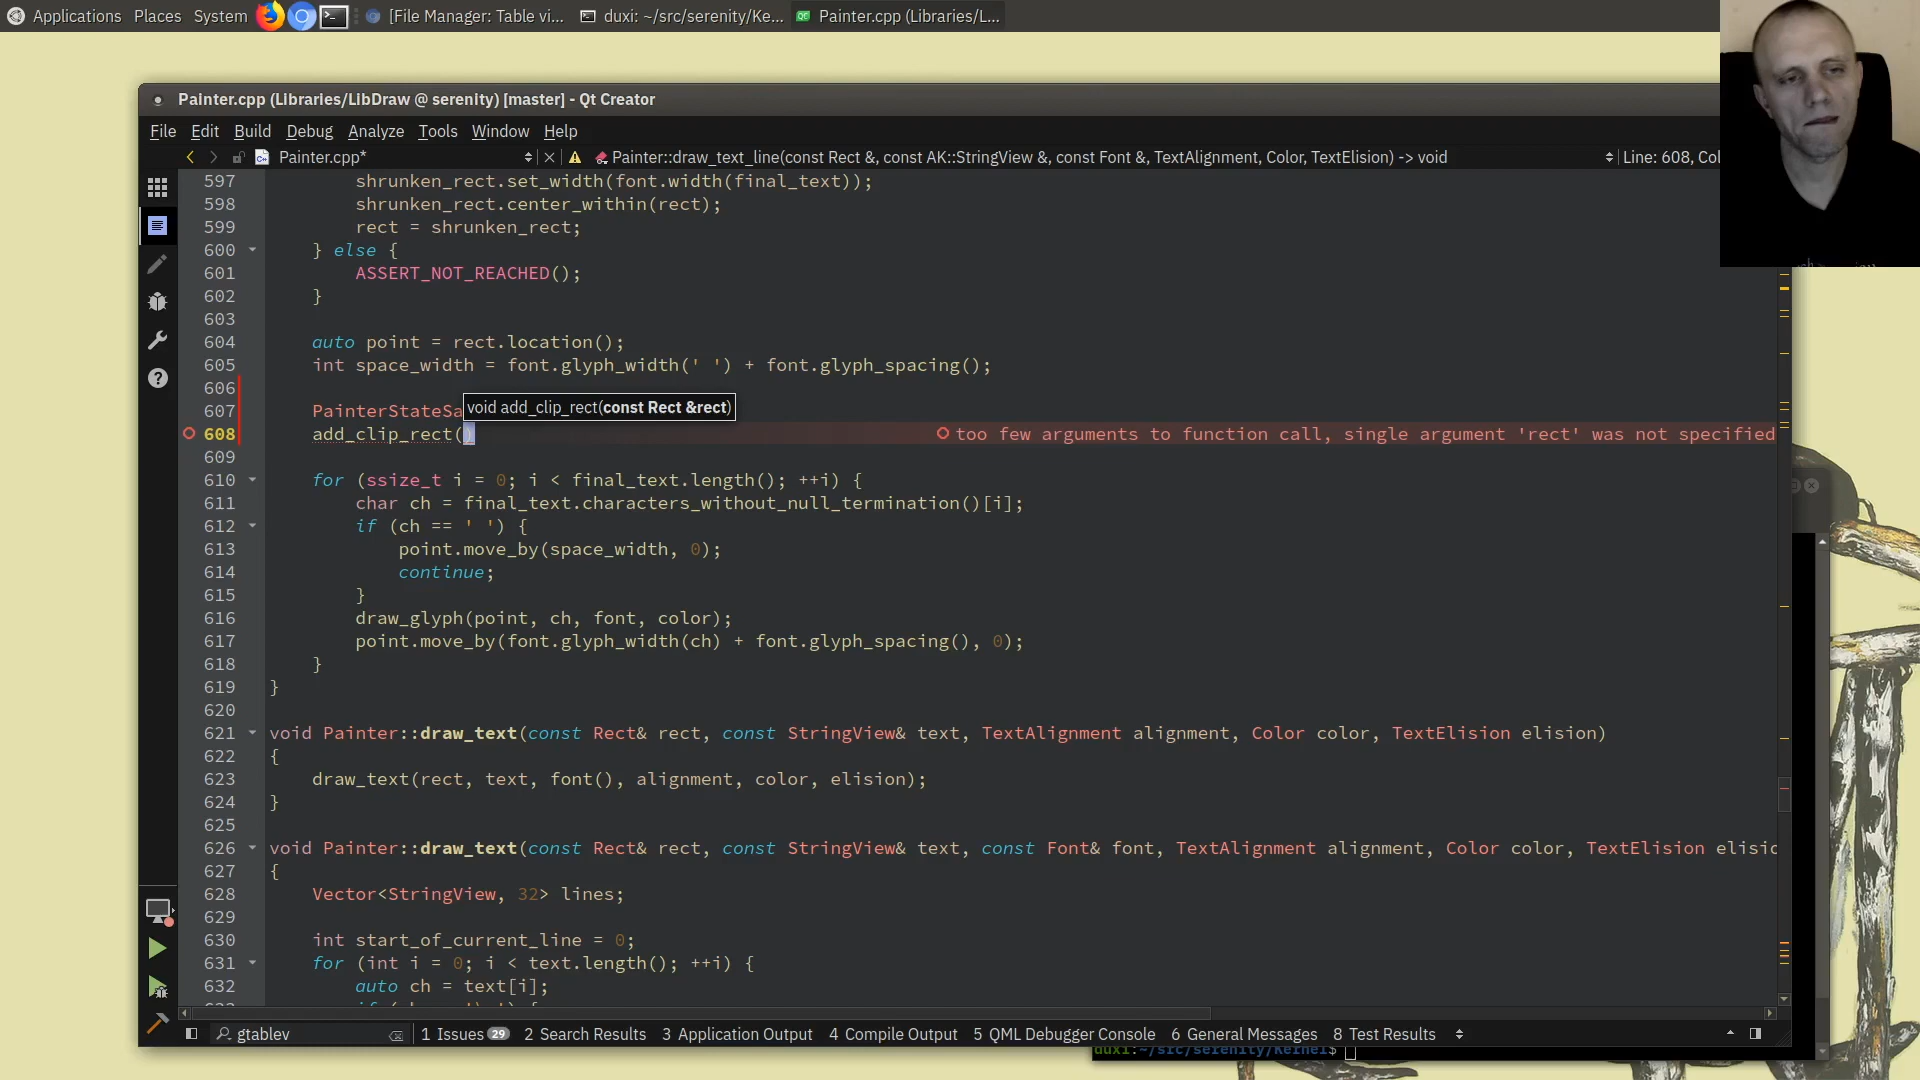 Applications Places System [File Manager: Table vi... duxi: ~/src/serenity/Ke... Painter.cpp (Libraries/L...
Painter.cpp (Libraries/LibDraw @ serenity) [master] - Qt Creator
File Edit Build Debug Analyze Tools Window Help
Painter.cpp* Painter::draw_text_line(const Rect &, const AK::StringView &, const Font &, TextAlignment, Color, TextElision) -> void Line: 608, Col
597 shrunken_rect.set_width(font.width(final_text));
598 shrunken_rect.center_within(rect);
599 rect = shrunken_rect;
600 } else {
601 ASSERT_NOT_REACHED();
602 }
603
604 auto point = rect.location();
605 int space_width = font.glyph_width(' ') + font.glyph_spacing();
606
void add_clip_rect(const Rect &rect)
607 PainterStateSa
608 add_clip_rect() too few arguments to function call, single argument 'rect' was not specified
609
610 for (ssize_t i = 0; i < final_text.length(); ++i) {
611 char ch = final_text.characters_without_null_termination()[i];
612 if (ch == ' ') {
613 point.move_by(space_width, 0);
614 continue;
615 }
616 draw_glyph(point, ch, font, color);
617 point.move_by(font.glyph_width(ch) + font.glyph_spacing(), 0);
618 }
619 }
620
621 void Painter::draw_text(const Rect& rect, const StringView& text, TextAlignment alignment, Color color, TextElision elision)
622 {
623 draw_text(rect, text, font(), alignment, color, elision);
624 }
625
626 void Painter::draw_text(const Rect& rect, const StringView& text, const Font& font, TextAlignment alignment, Color color, TextElision elisio
627 {
628 Vector<StringView, 32> lines;
629
630 int start_of_current_line = 0;
631 for (int i = 0; i < text.length(); ++i) {
632 auto ch = text[i];
gtablev 1 Issues 29 2 Search Results 3 Application Output 4 Compile Output 5 QML Debugger Console 6 General Messages 8 Test Results
duxi:~/src/serenity/Kernel$